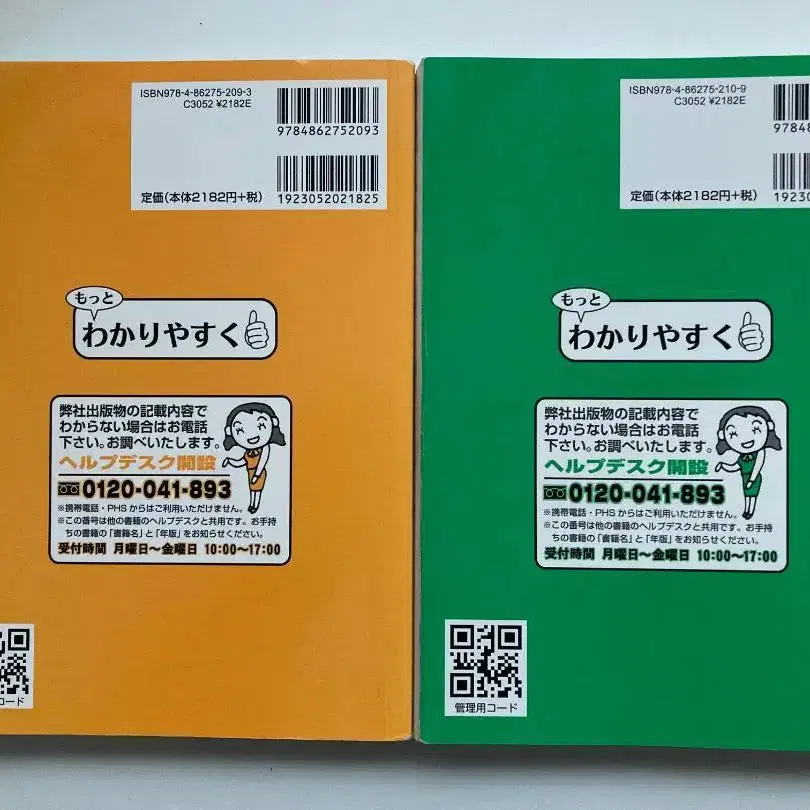 ISBN978-4-86275-209-3
C3052 ¥2182E
9784862752093
定価(本体2182円+税)
1923052021825
もっと
わかりやすく
弊社出版物の記載内容で
わからない場合はお電話
下さい。お調べいたします。
ヘルプデスク開設
0120-041-893
※携帯電話・PHSからはご利用いただけません。
※この番号は他の書籍のヘルプデスクと共用です。お手持
ちの書籍の「書籍名」と「年版」をお知らせください。
受付時間 月曜日〜金曜日 10:00〜17:00
コード
ISBN978-4-86275-210-9
C3052 ¥2182E
9784
定価(本体2182円+税)
19230
もっと
わかりやすく
弊社出版物の記載内容で
わからない場合はお電話
下さい。お調べいたします。
ヘルプデスク開設
0120-041-893
※携帯電話・PHSからはご利用いただけません。
※この番号は他の書籍のヘルプデスクと共用です。お手持
ちの書籍の「書籍名」と「年版」をお知らせください。
受付時間 月曜日〜金曜日 10:00〜17:00
管理用コード